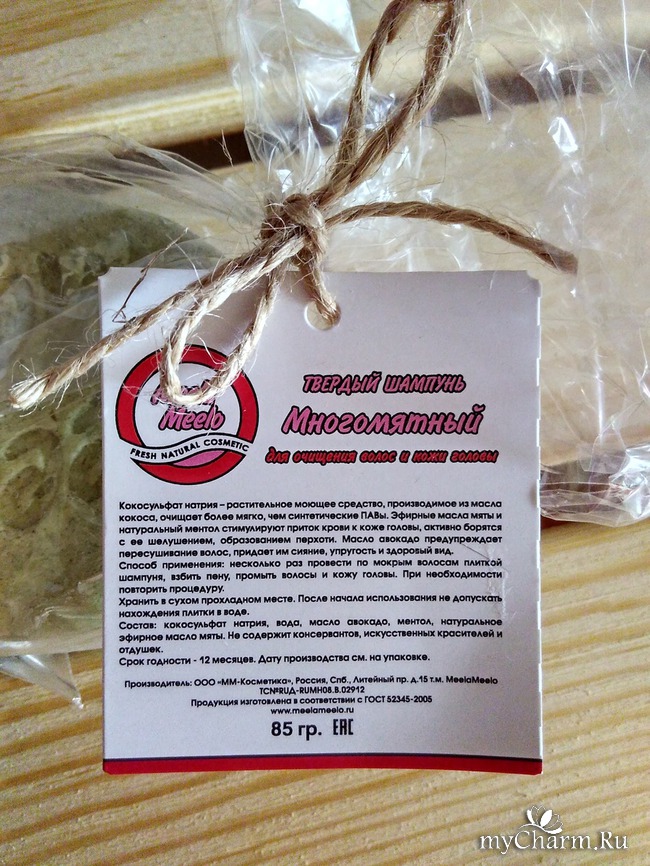 Meelo
FRESH NATURAL COSMETIC
ТВЕРДЫЙ ШАМПУНЬ
Многомятный
для очищения волос и кожи головы
Кокосульфат натрия – растительное моющее средство, производимое из масла
кокоса, очищает более мягко, чем синтетические ПАВы. Эфирные масла мяты и
натуральный ментол стимулируют приток крови к коже головы, активно борятся
с ее шелушением, образованием перхоти. Масло авокадо предупреждает
пересушивание волос, придает им сияние, упругость и здоровый вид.
Способ применения: несколько раз провести по мокрым волосам плиткой
шампуня, взбить пену, промыть волосы и кожу головы. При необходимости
повторить процедуру.
Хранить в сухом прохладном месте. После начала использования не допускать
нахождения плитки в воде.
Состав: кокосульфат натрия, вода, масло авокадо, ментол, натуральное
эфирное масло мяты. Не содержит консервантов, искусственных красителей и
отдушек.
Срок годности - 12 месяцев. Дату производства см. на упаковке.
Производитель: ООО «ММ-Косметика», Россия, Спб., Литейный пр. д.15 т.м. MeelaMeelo
ТСN°RUД-RUМН08.В.02912
Продукция изготовлена в соответствии с ГОСТ 52345-2005
www.meelameelo.ru
85 гр. ЕАС
myCharm.Ru